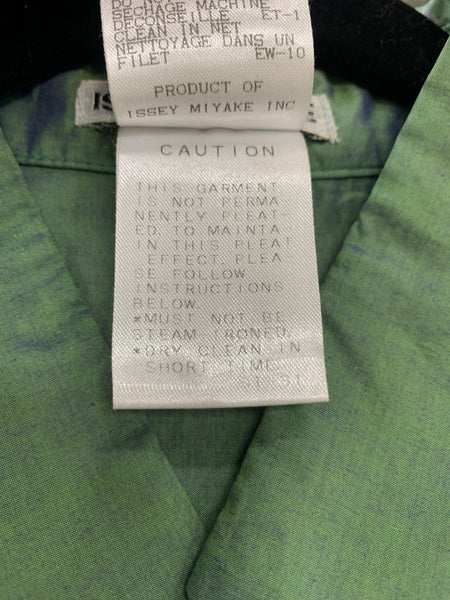 SECHAGE MACHINE
DECONSEILLE ET-1
CLEAN IN NET
NETTOYAGE DANS UN
FILET EW-10
PRODUCT OF
ISSEY MIYAKE INC
IS
CAUTION
THIS GARMENT
IS NOT PERMA-
NENTLY PLEAT-
ED. TO MAINTA-
IN THIS PLEAT
EFFECT, PLEA-
SE FOLLOW
INSTRUCTIONS
BELOW.
*MUST NOT BE
STEAM-IRONED.
*DRY CLEAN IN
SHORT TIME.